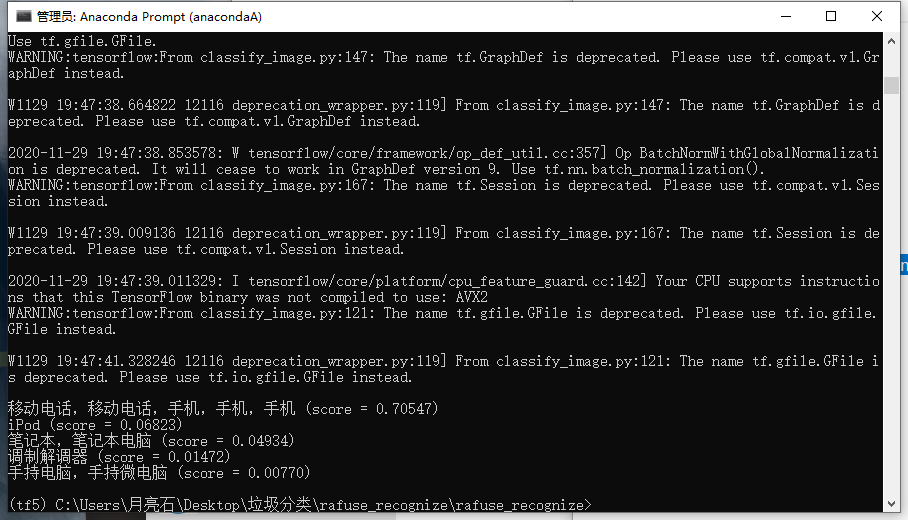 管理员: Anaconda Prompt (anacondaA)
Use tf.gfile.GFile.
WARNING:tensorflow:From classify_image.py:147: The name tf.GraphDef is deprecated. Please use tf.compat.v1.Gr
aphDef instead.
W1129 19:47:38.664822 12116 deprecation_wrapper.py:119] From classify_image.py:147: The name tf.GraphDef is d
eprecated. Please use tf.compat.v1.GraphDef instead.
2020-11-29 19:47:38.853578: W tensorflow/core/framework/op_def_util.cc:357] Op BatchNormWithGlobalNormalizati
on is deprecated. It will cease to work in GraphDef version 9. Use tf.nn.batch_normalization().
WARNING:tensorflow:From classify_image.py:167: The name tf.Session is deprecated. Please use tf.compat.v1.Ses
sion instead.
W1129 19:47:39.009136 12116 deprecation_wrapper.py:119] From classify_image.py:167: The name tf.Session is de
precated. Please use tf.compat.v1.Session instead.
2020-11-29 19:47:39.011329: I tensorflow/core/platform/cpu_feature_guard.cc:142] Your CPU supports instructio
ns that this TensorFlow binary was not compiled to use: AVX2
WARNING:tensorflow:From classify_image.py:121: The name tf.gfile.GFile is deprecated. Please use tf.io.gfile.
GFile instead.
W1129 19:47:41.328246 12116 deprecation_wrapper.py:119] From classify_image.py:121: The name tf.gfile.GFile i
s deprecated. Please use tf.io.gfile.GFile instead.
移动电话，移动电话，手机，手机，手机 (score = 0.70547)
iPod (score = 0.06823)
笔记本，笔记本电脑 (score = 0.04934)
调制解调器 (score = 0.01472)
手持电脑，手持微电脑 (score = 0.00770)
(tf5) C:\Users\月亮石\Desktop\垃圾分类\rafuse_recognize\rafuse_recognize>